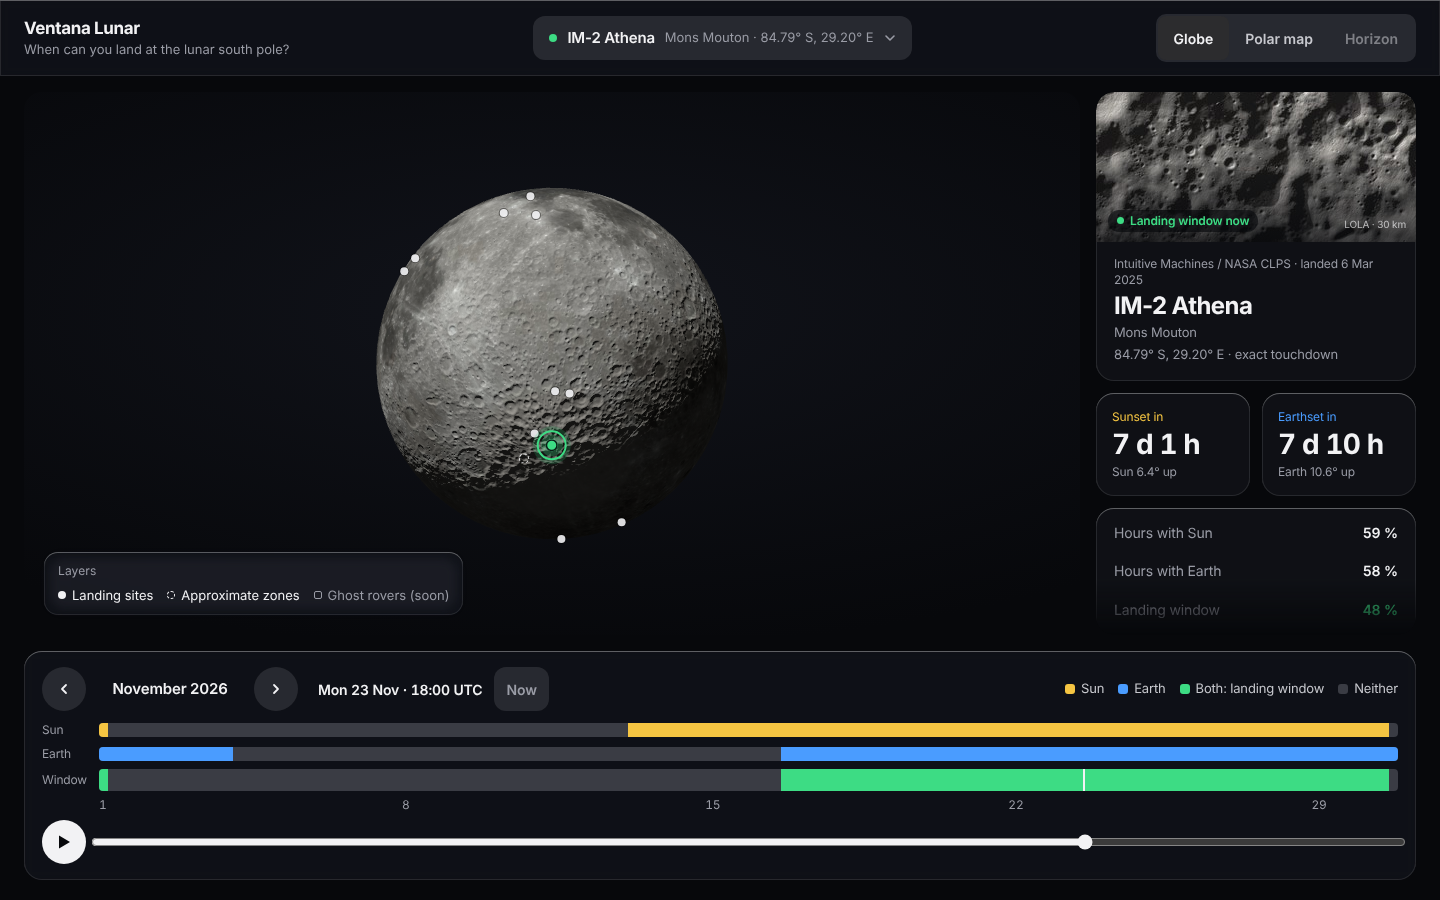 Ventana Lunar
When can you land at the lunar south pole?
IM-2 Athena Mons Mouton · 84.79° S, 29.20° E
Globe Polar map Horizon
Landing window now
LOLA · 30 km
Intuitive Machines / NASA CLPS · landed 6 Mar
2025
IM-2 Athena
Mons Mouton
84.79° S, 29.20° E · exact touchdown
Sunset in
7 d 1 h
Sun 6.4° up
Earthset in
7 d 10 h
Earth 10.6° up
Hours with Sun 59 %
Hours with Earth 58 %
Landing window 48 %
Layers
Landing sites Approximate zones Ghost rovers (soon)
November 2026 Mon 23 Nov · 18:00 UTC Now
Sun Earth Both: landing window Neither
Sun
Earth
Window
1 8 15 22 29